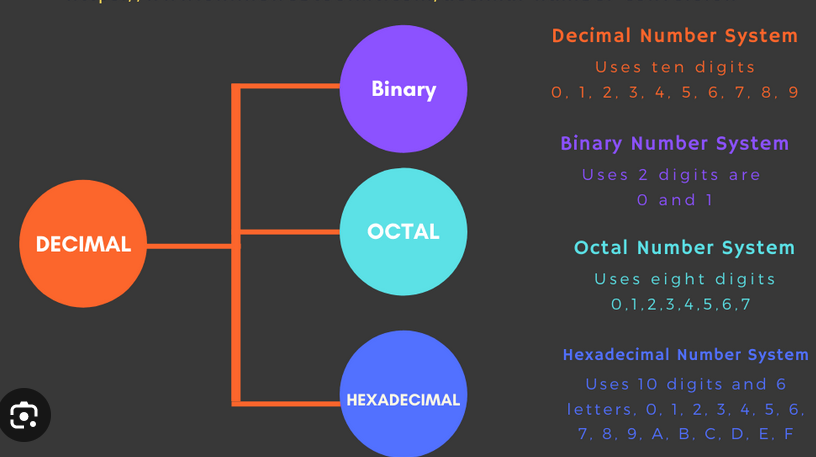 DECIMAL
Binary
OCTAL
HEXADECIMAL
Decimal Number System
Uses ten digits
0, 1, 2, 3, 4, 5, 6, 7, 8, 9
Binary Number System
Uses 2 digits are
0 and 1
Octal Number System
Uses eight digits
0,1,2,3,4,5,6,7
Hexadecimal Number System
Uses 10 digits and 6
letters, 0, 1, 2, 3, 4, 5, 6,
7, 8, 9, A, B, C, D, E, F